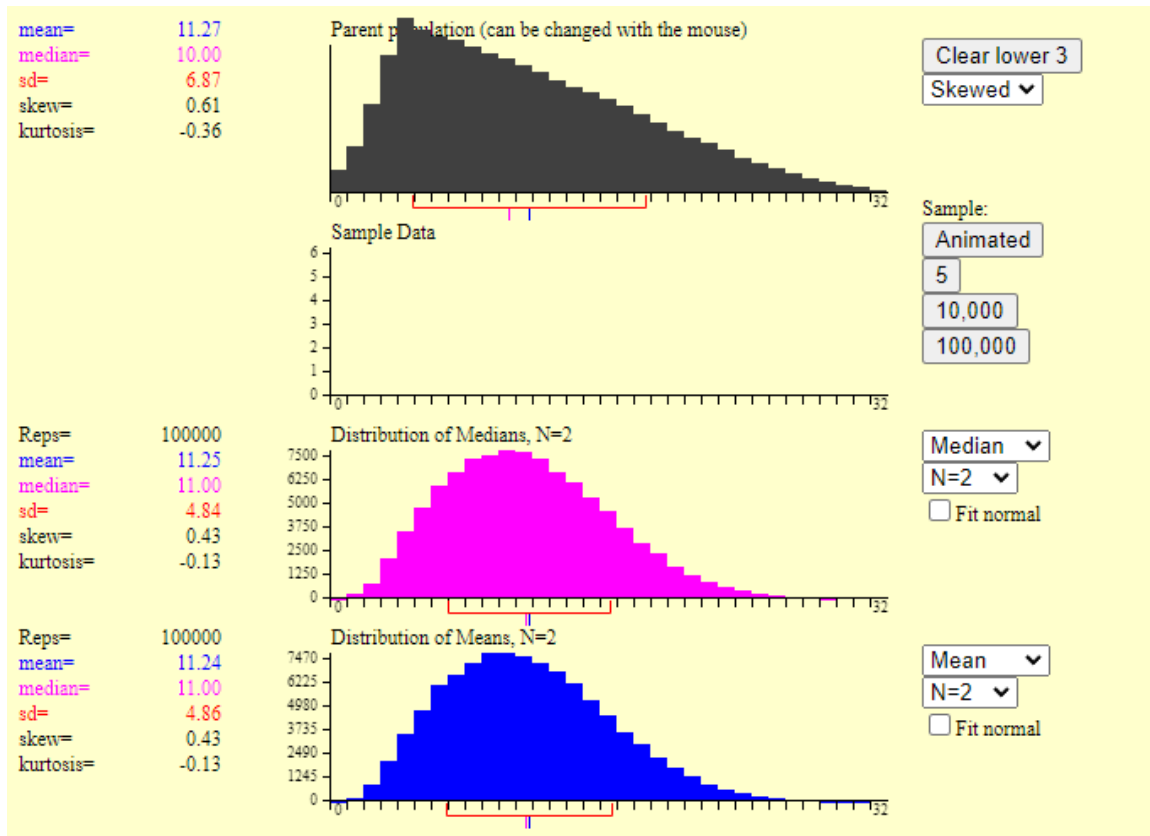 mean= 11.27
median= 10.00
sd= 6.87
skew= 0.61
kurtosis= -0.36
Parent population (can be changed with the mouse)
0 32
Clear lower 3
Skewed
Sample Data
6
5
4
3
2
1
0
0 32
Sample:
Animated
5
10,000
100,000
Reps= 100000
mean= 11.25
median= 11.00
sd= 4.84
skew= 0.43
kurtosis= -0.13
Distribution of Medians, N=2
7500
6250
5000
3750
2500
1250
0
0 32
Median
N=2
Fit normal
Reps= 100000
mean= 11.24
median= 11.00
sd= 4.86
skew= 0.43
kurtosis= -0.13
Distribution of Means, N=2
7470
6225
4980
3735
2490
1245
0
0 32
Mean
N=2
Fit normal